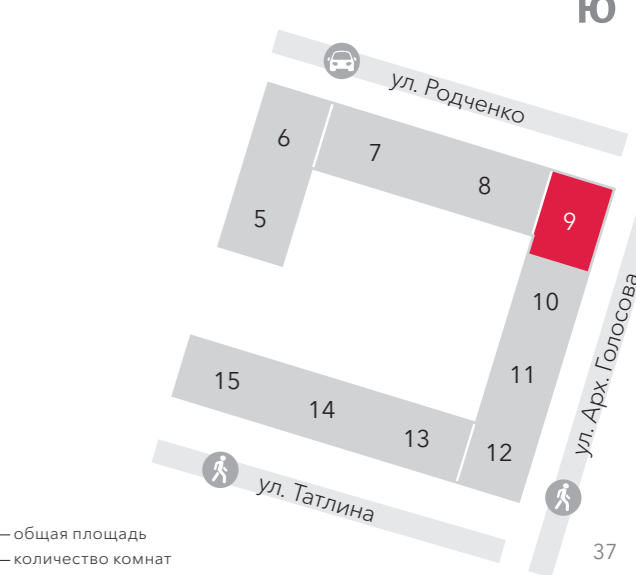 Ю
ул. Родченко
6
7
8
9
5
10
ул. Арх. Голосова
11
15
14
13
12
ул. Татлина
— общая площадь
— количество комнат
37